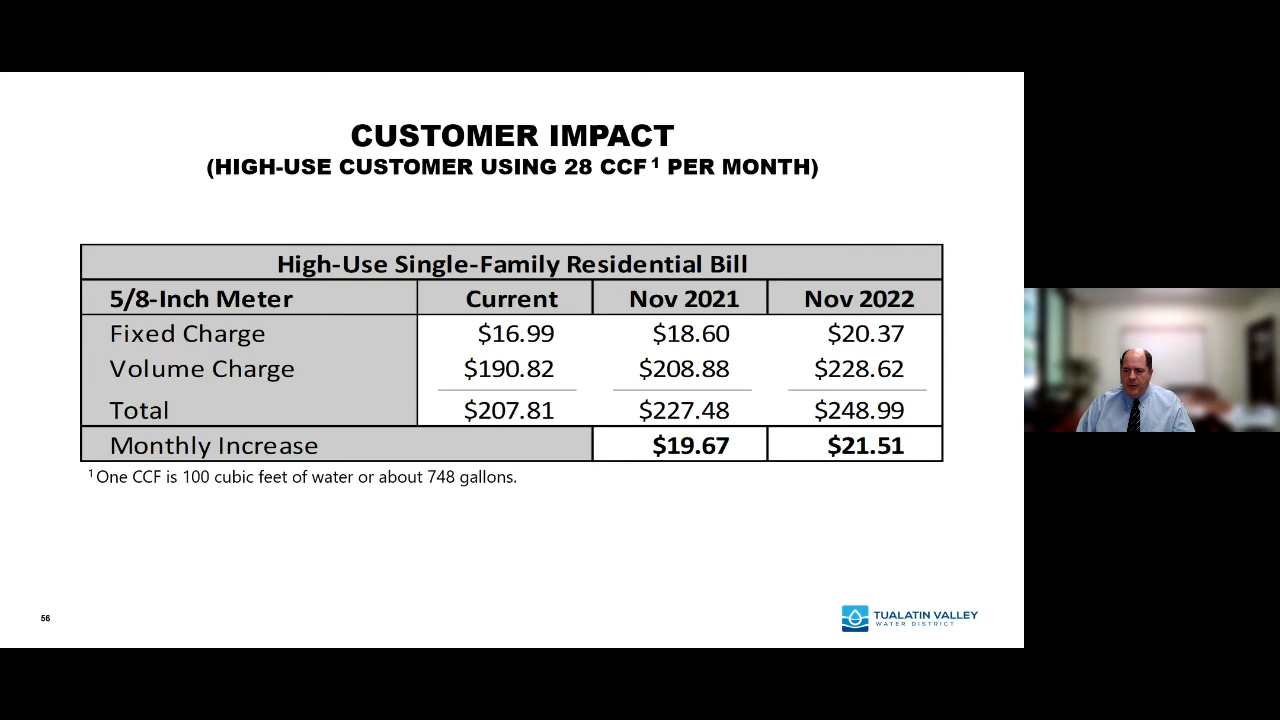 CUSTOMER IMPACT
(HIGH-USE CUSTOMER USING 28 CCF 1 PER MONTH)
High-Use Single-Family Residential Bill
5/8-Inch Meter Current Nov 2021 Nov 2022
Fixed Charge $16.99 $18.60 $20.37
Volume Charge $190.82 $208.88 $228.62
Total $207.81 $227.48 $248.99
Monthly Increase $19.67 $21.51
1 One CCF is 100 cubic feet of water or about 748 gallons.
56
TUALATIN VALLEY
WATER DISTRICT